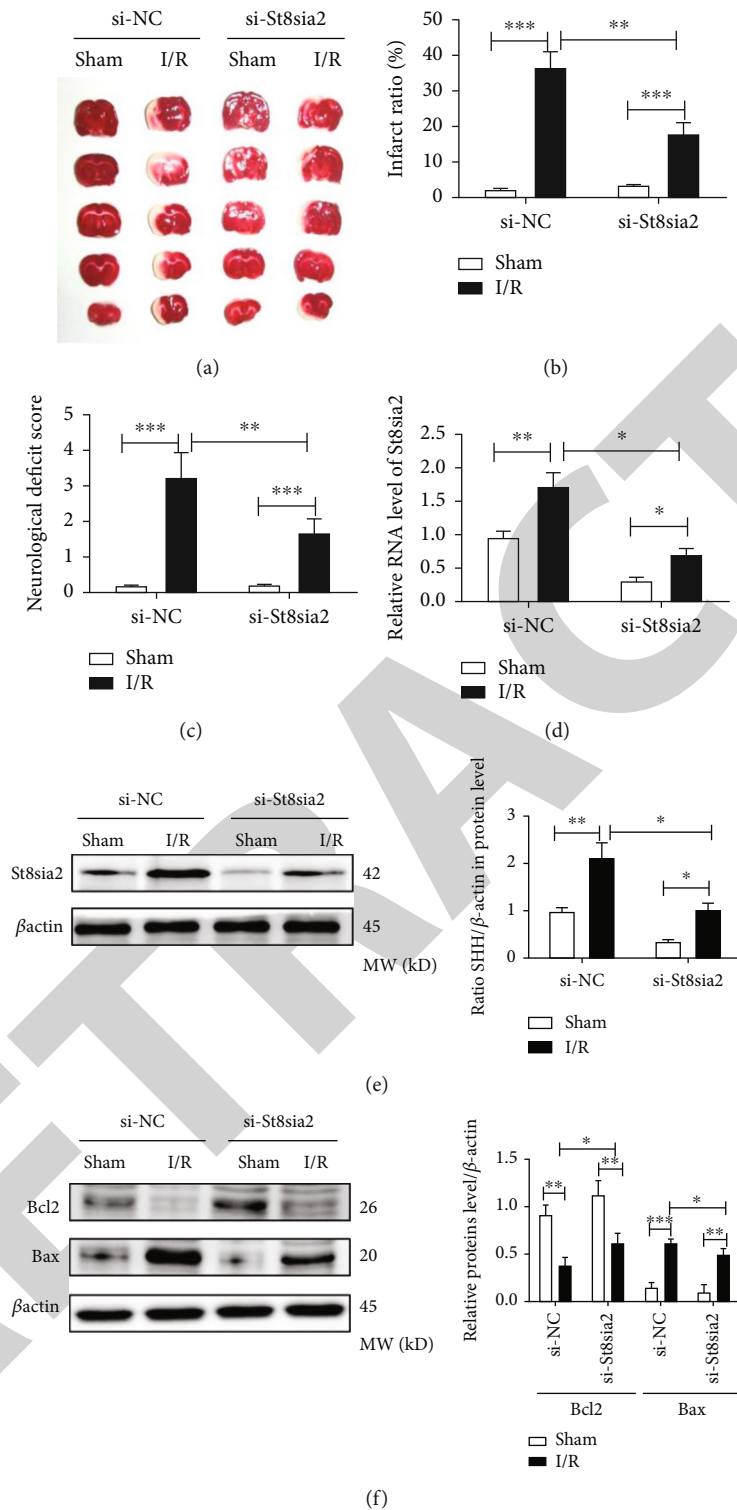 si-NC si-St8sia2
Sham I/R Sham I/R
(a)
Infarct ratio (%)
50
40
30
20
10
0
*** ** ***
si-NC si-St8sia2
Sham
I/R
(b)
Neurological deficit score
5
4
3
2
1
0
*** ** ***
si-NC si-St8sia2
Sham
I/R
(c)
Relative RNA level of St8sia2
2.5
2.0
1.5
1.0
0.5
0.0
** * *
si-NC si-St8sia2
Sham
I/R
(d)
si-NC si-St8sia2
Sham I/R Sham I/R
St8sia2 42
βactin 45
MW (kD)
Ratio SHH/β-actin in protein level
3
2
1
0
** * *
si-NC si-St8sia2
Sham
I/R
(e)
si-NC si-St8sia2
Sham I/R Sham I/R
Bcl2 26
Bax 20
βactin 45
MW (kD)
Relative proteins level/β-actin
1.5
1.0
0.5
0.0
** * ** *** * **
si-NC si-St8sia2 si-NC si-St8sia2
Bcl2 Bax
Sham
I/R
(f)
RETRACT